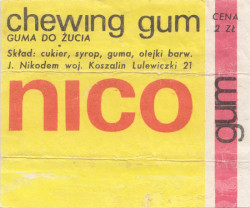 chewing gum
GUMA DO ŻUCIA
Skład: cukier, syrop, guma, olejki barw.
J. Nikodem woj. Koszalin Lulewiczki 21
nico
CENA
2 ZŁ
gum